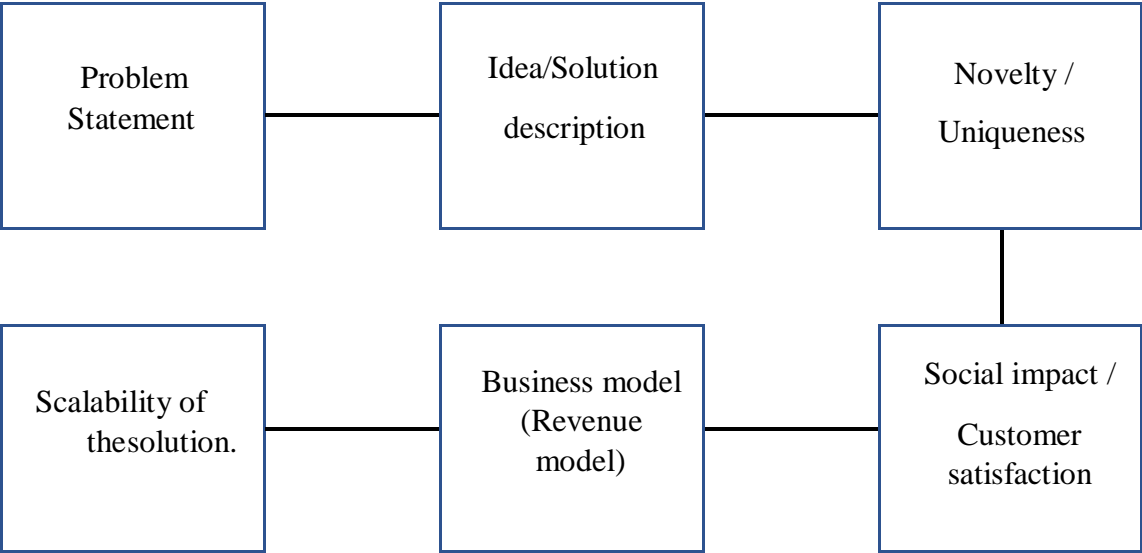 Problem
Statement
Idea/Solution
description
Novelty /
Uniqueness
Scalability of
thesolution.
Business model
(Revenue
model)
Social impact /
Customer
satisfaction